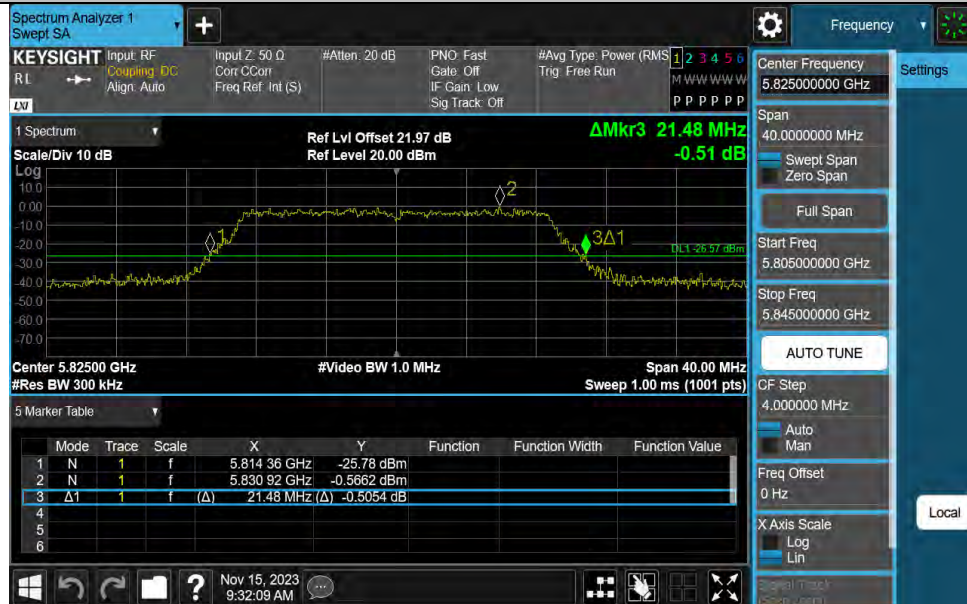 Spectrum Analyzer 1
Swept SA
+
Frequency
KEYSIGHT
RL
LXI
Input: RF
Coupling: DC
Align: Auto
Input Z: 50 Ω
Corr CCorr
Freq Ref: Int (S)
#Atten: 20 dB
PNO: Fast
Gate: Off
IF Gain: Low
Sig Track: Off
#Avg Type: Power (RMS
Trig: Free Run
1 2 3 4 5 6
M W W W W W
P P P P P P
1 Spectrum
Scale/Div 10 dB
Ref Lvl Offset 21.97 dB
Ref Level 20.00 dBm
ΔMkr3 21.48 MHz
-0.51 dB
Log
10.0
0.00
-10.0
-20.0
-30.0
-40.0
-50.0
-60.0
-70.0
1
2
3Δ1
DL1 -26.57 dBm
Center 5.82500 GHz
#Video BW 1.0 MHz
Span 40.00 MHz
#Res BW 300 kHz
Sweep 1.00 ms (1001 pts)
5 Marker Table
Mode Trace Scale X Y Function Function Width Function Value
1 N 1 f 5.814 36 GHz -25.78 dBm
2 N 1 f 5.830 92 GHz -0.5662 dBm
3 Δ1 1 f (Δ) 21.48 MHz (Δ) -0.5054 dB
4
5
6
?
Nov 15, 2023
9:32:09 AM
Center Frequency
5.825000000 GHz
Span
40.0000000 MHz
Swept Span
Zero Span
Full Span
Start Freq
5.805000000 GHz
Stop Freq
5.845000000 GHz
AUTO TUNE
CF Step
4.000000 MHz
Auto
Man
Freq Offset
0 Hz
X Axis Scale
Log
Lin
Settings
Local